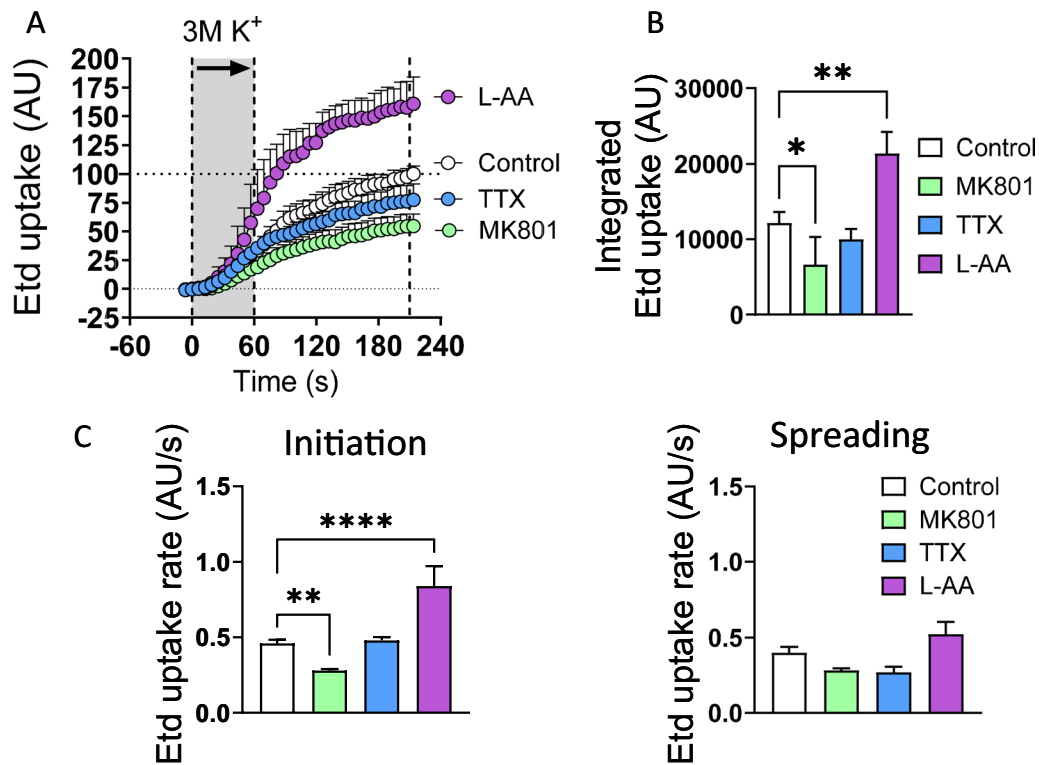 A
3M K⁺
Etd uptake (AU)
200
175
150
125
100
75
50
25
0
-25
-60 0 60 120 180 240
Time (s)
L-AA
Control
TTX
MK801
B
Integrated
Etd uptake (AU)
30000
20000
10000
0
**
*
Control
MK801
TTX
L-AA
C
Initiation
Etd uptake rate (AU/s)
1.5
1.0
0.5
0.0
****
**
Spreading
Etd uptake rate (AU/s)
1.5
1.0
0.5
0.0
Control
MK801
TTX
L-AA